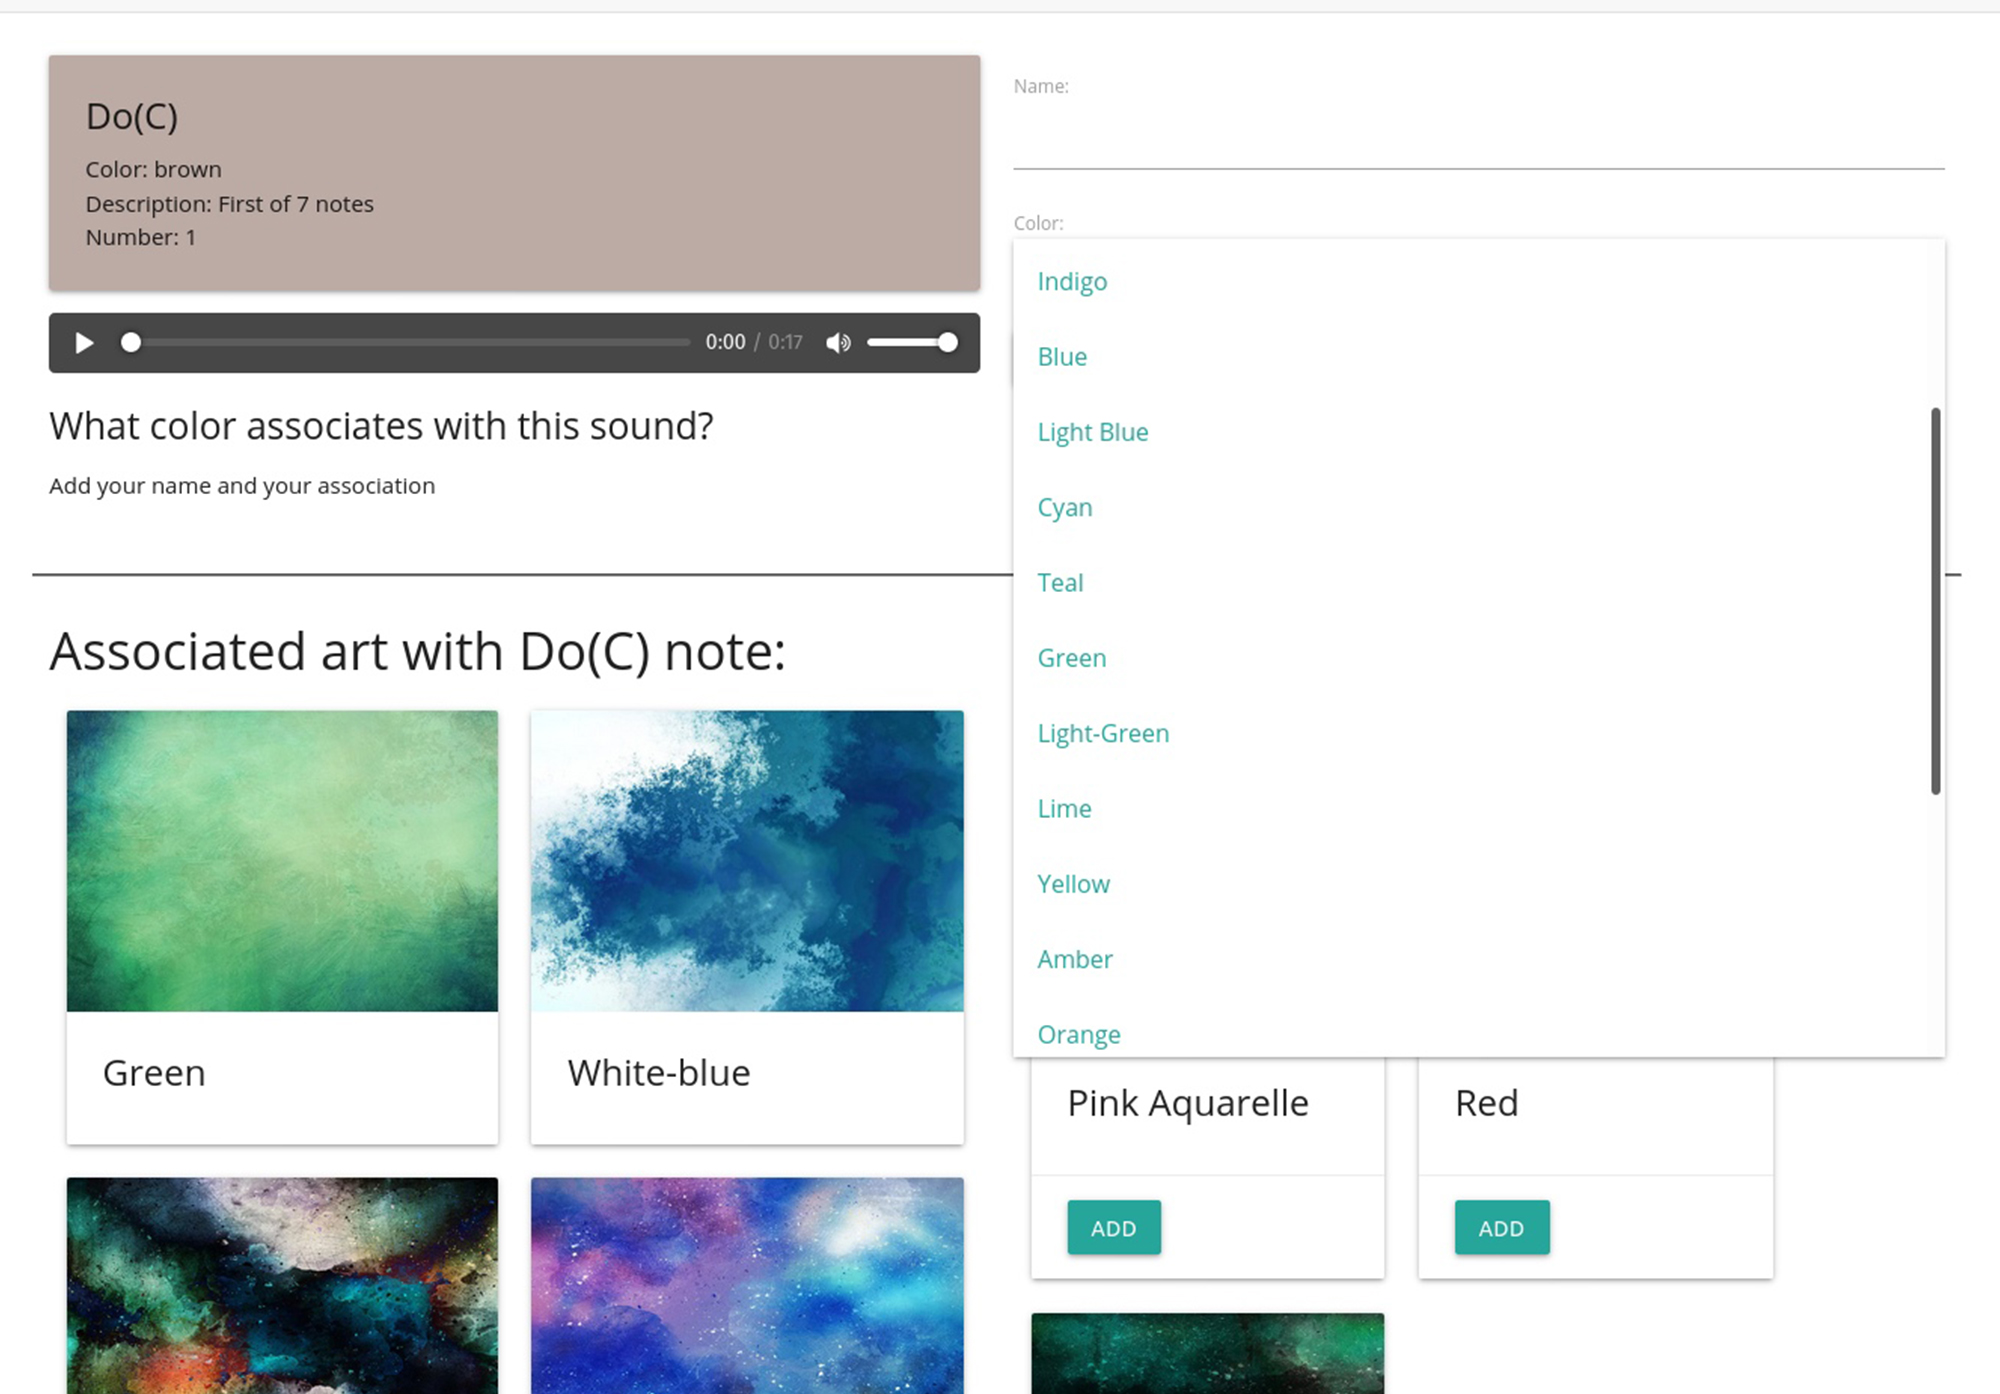 Do(C)
Color: brown
Description: First of 7 notes
Number: 1
0:00 / 0:17
What color associates with this sound?
Add your name and your association
Name:
Color:
Indigo
Blue
Light Blue
Cyan
Teal
Green
Light-Green
Lime
Yellow
Amber
Orange
Associated art with Do(C) note:
Green
White-blue
Pink Aquarelle
ADD
Red
ADD